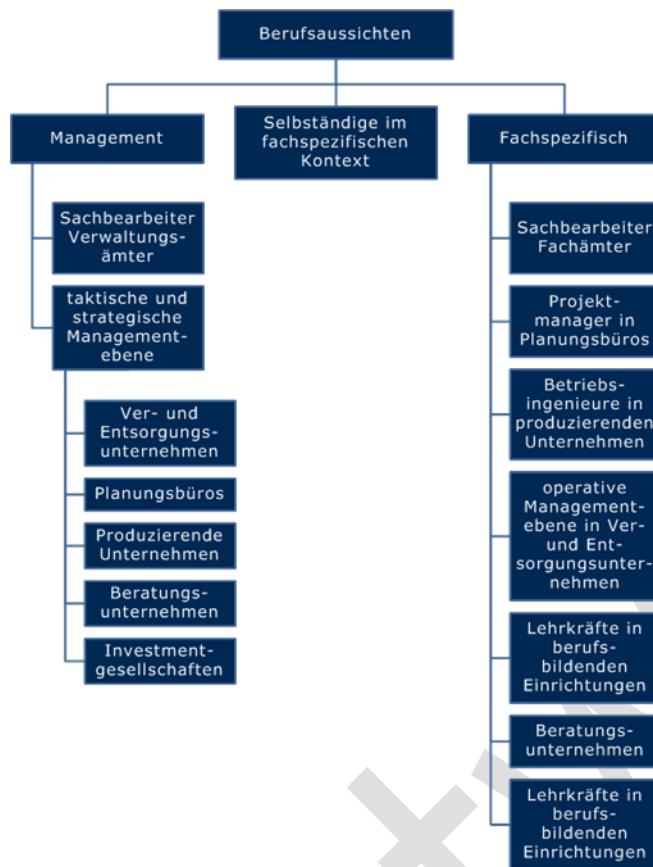 Berufsaussichten
Management
Selbständige im
fachspezifischen
Kontext
Fachspezifisch
Sachbearbeiter
Verwaltungs-
ämter
taktische und
strategische
Management-
ebene
Ver- und
Entsorgungs-
unternehmen
Planungsbüros
Produzierende
Unternehmen
Beratungs-
unternehmen
Investment-
gesellschaften
Sachbearbeiter
Fachämter
Projekt-
manager in
Planungsbüros
Betriebs-
ingenieure in
produzierenden
Unternehmen
operative
Management-
ebene in Ver-
und Ent-
sorgungsunter-
nehmen
Lehrkräfte in
berufs-
bildenden
Einrichtungen
Beratungs-
unternehmen
Lehrkräfte in
berufs-
bildenden
Einrichtungen